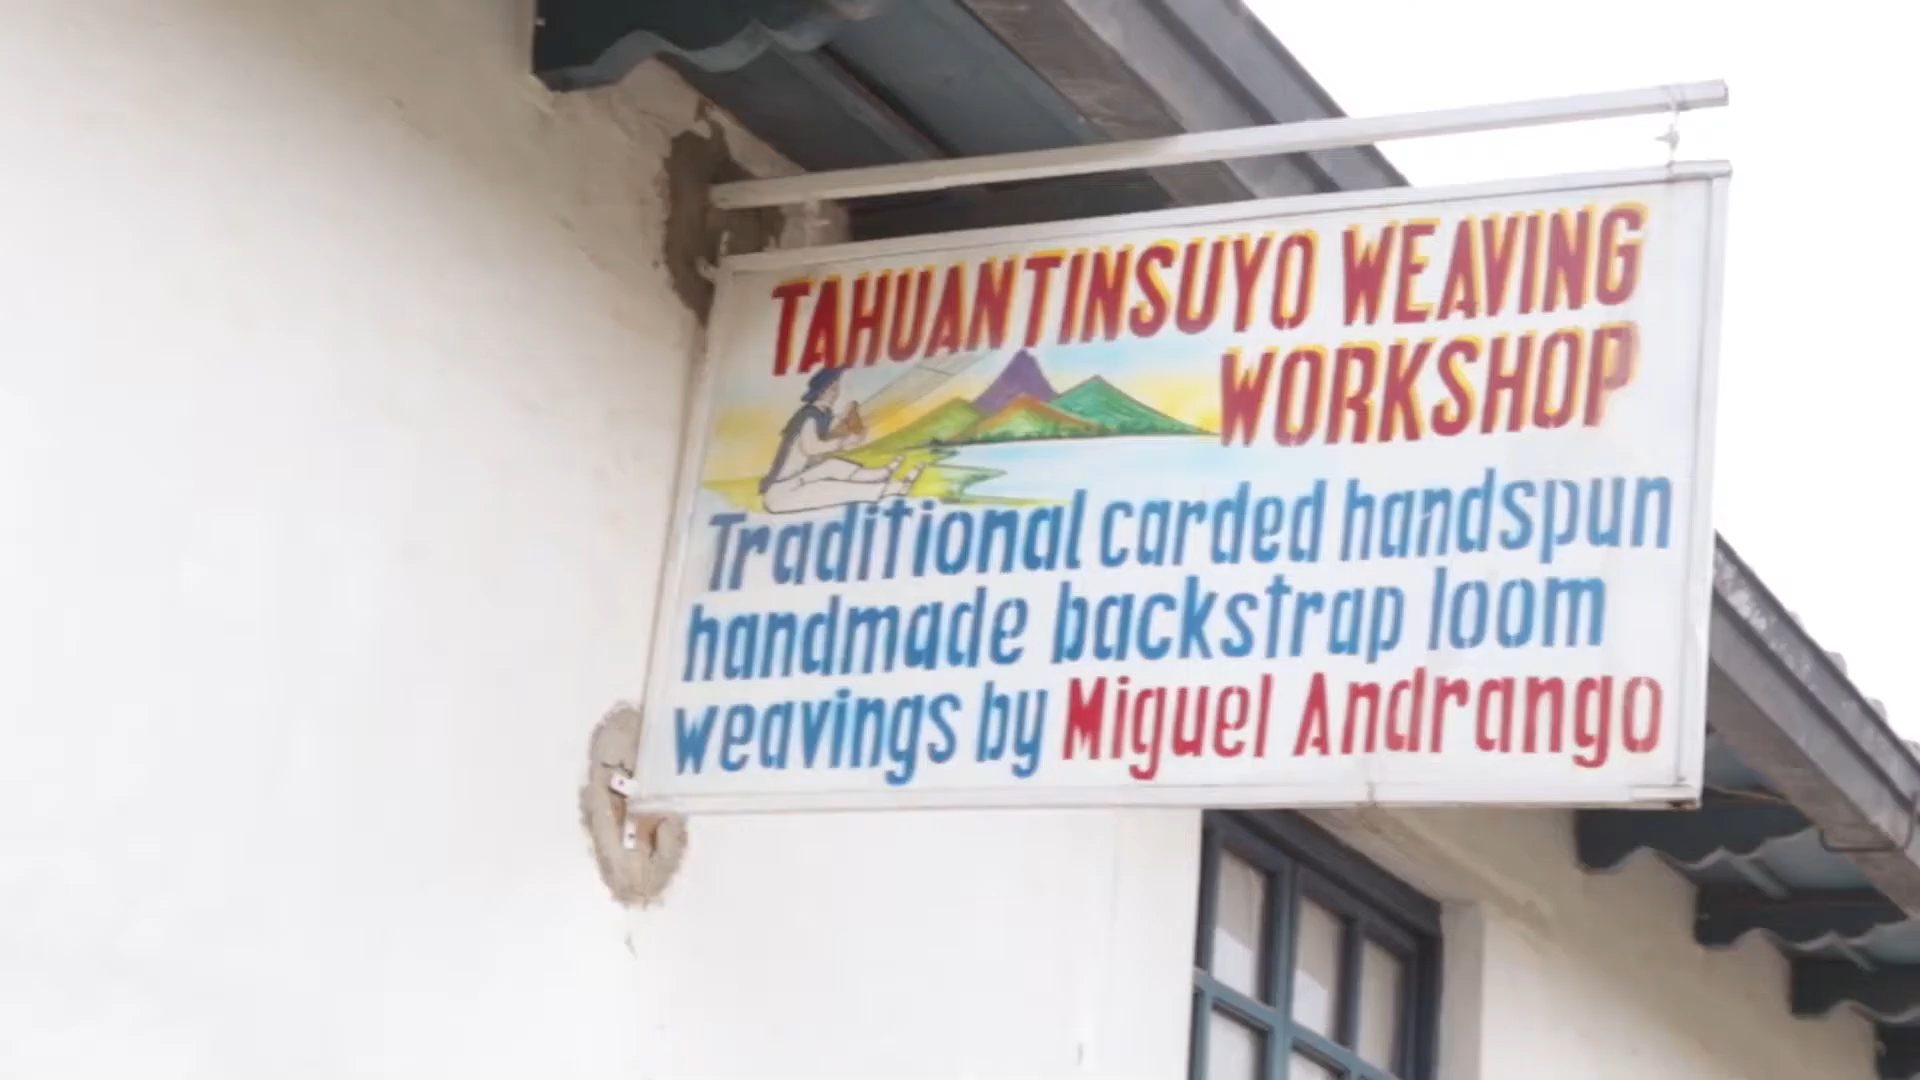 TAHUANTINSUYO WEAVING
WORKSHOP
Traditional carded handspun
handmade backstrap loom
weavings by Miguel Andrango